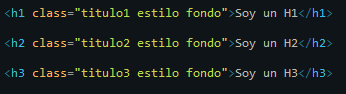 <h1 class="titulo1 estilo fondo">Soy un H1</h1>
<h2 class="titulo2 estilo fondo">Soy un H2</h2>
<h3 class="titulo3 estilo fondo">Soy un H3</h3>